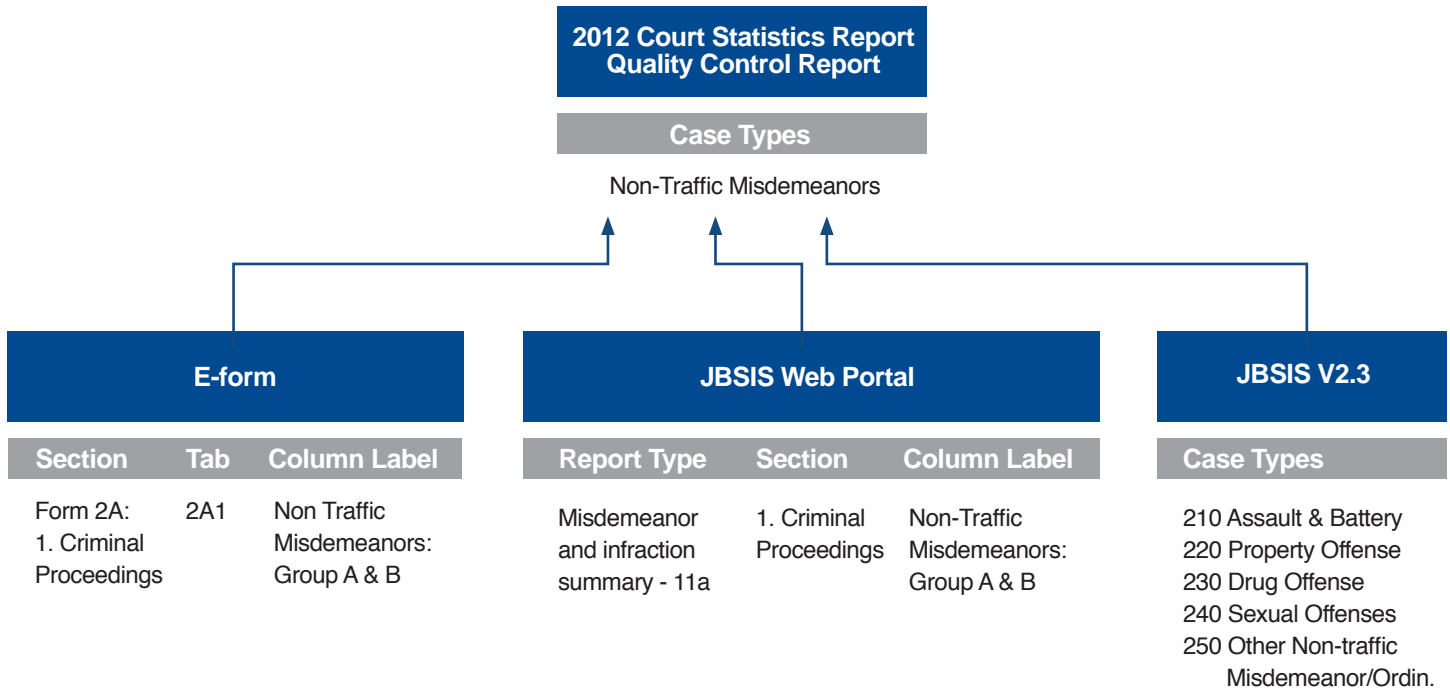 2012 Court Statistics Report
Quality Control Report
Case Types
Non-Traffic Misdemeanors
E-form
Section Tab Column Label
Form 2A: 2A1 Non Traffic
1. Criminal Misdemeanors:
Proceedings Group A & B
JBSIS Web Portal
Report Type Section Column Label
Misdemeanor 1. Criminal Non-Traffic
and infraction Proceedings Misdemeanors:
summary - 11a Group A & B
JBSIS V2.3
Case Types
210 Assault & Battery
220 Property Offense
230 Drug Offense
240 Sexual Offenses
250 Other Non-traffic
Misdemeanor/Ordin.